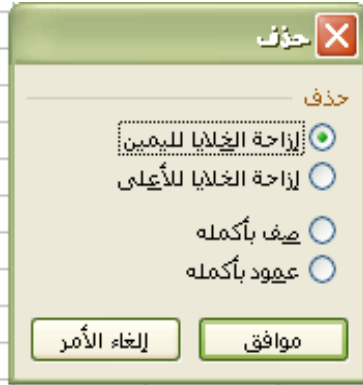 حذف
حذف
إزاحة الخلايا لليمين
إزاحة الخلايا للأعلى
صف بأكمله
عمود بأكمله
موافق
إلغاء الأمر